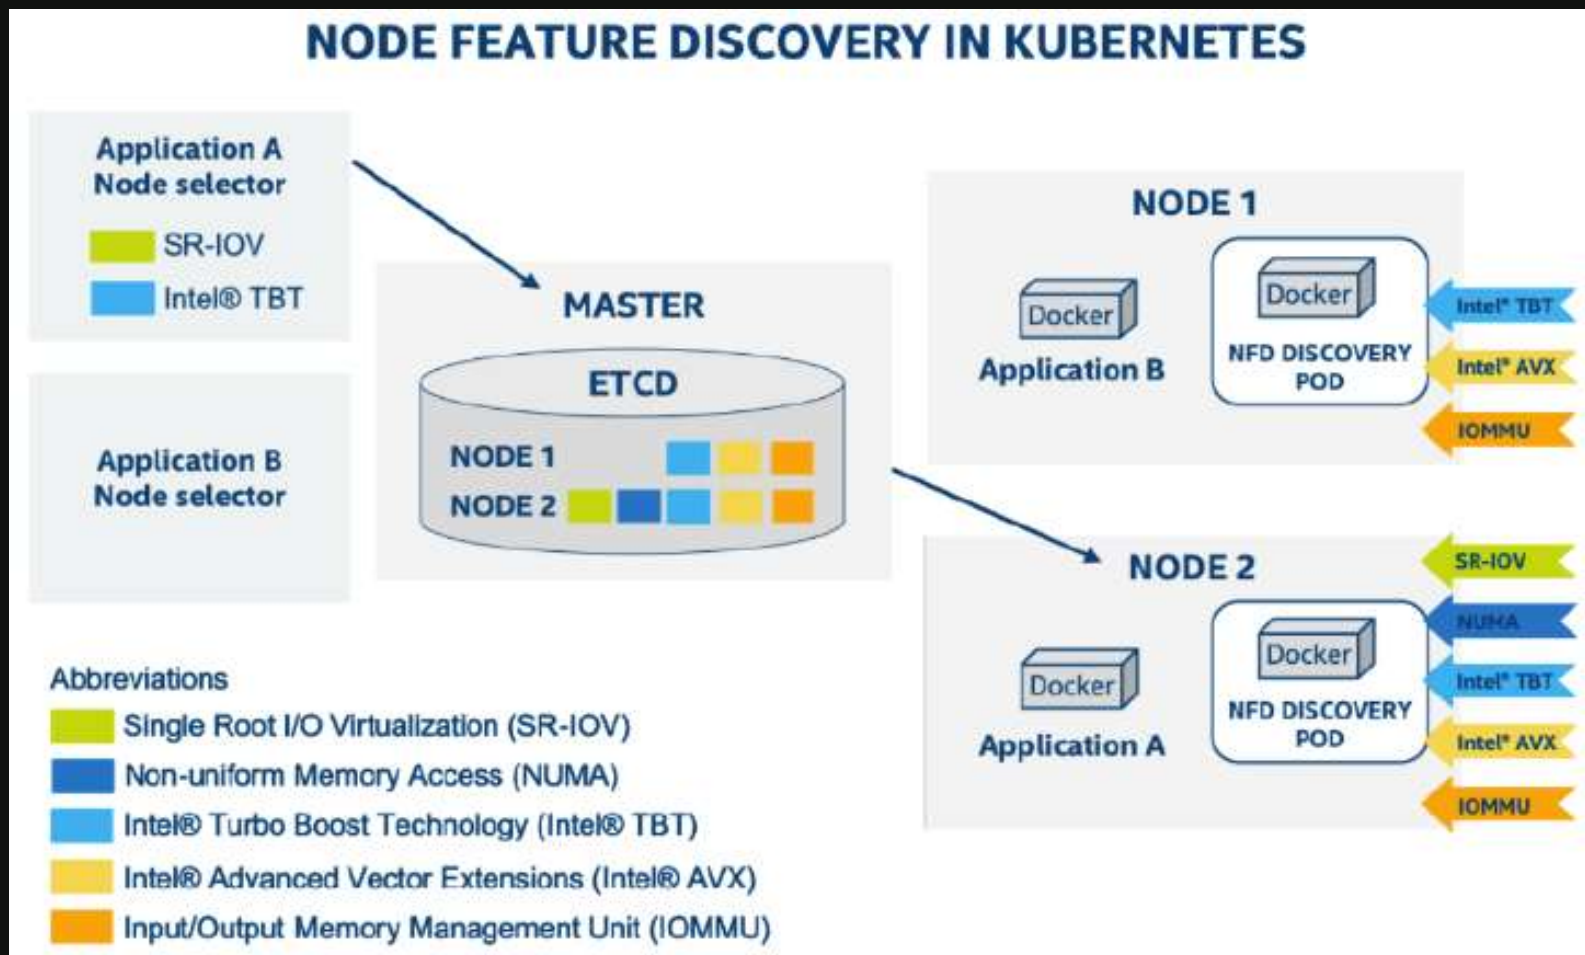 NODE FEATURE DISCOVERY IN KUBERNETES
Application A
Node selector
SR-IOV
Intel® TBT
Application B
Node selector
MASTER
ETCD
NODE 1
NODE 2
NODE 1
Docker
Application B
Docker
NFD DISCOVERY
POD
Intel® TBT
Intel® AVX
IOMMU
NODE 2
Docker
Application A
Docker
NFD DISCOVERY
POD
SR-IOV
NUMA
Intel® TBT
Intel® AVX
IOMMU
Abbreviations
Single Root I/O Virtualization (SR-IOV)
Non-uniform Memory Access (NUMA)
Intel® Turbo Boost Technology (Intel® TBT)
Intel® Advanced Vector Extensions (Intel® AVX)
Input/Output Memory Management Unit (IOMMU)